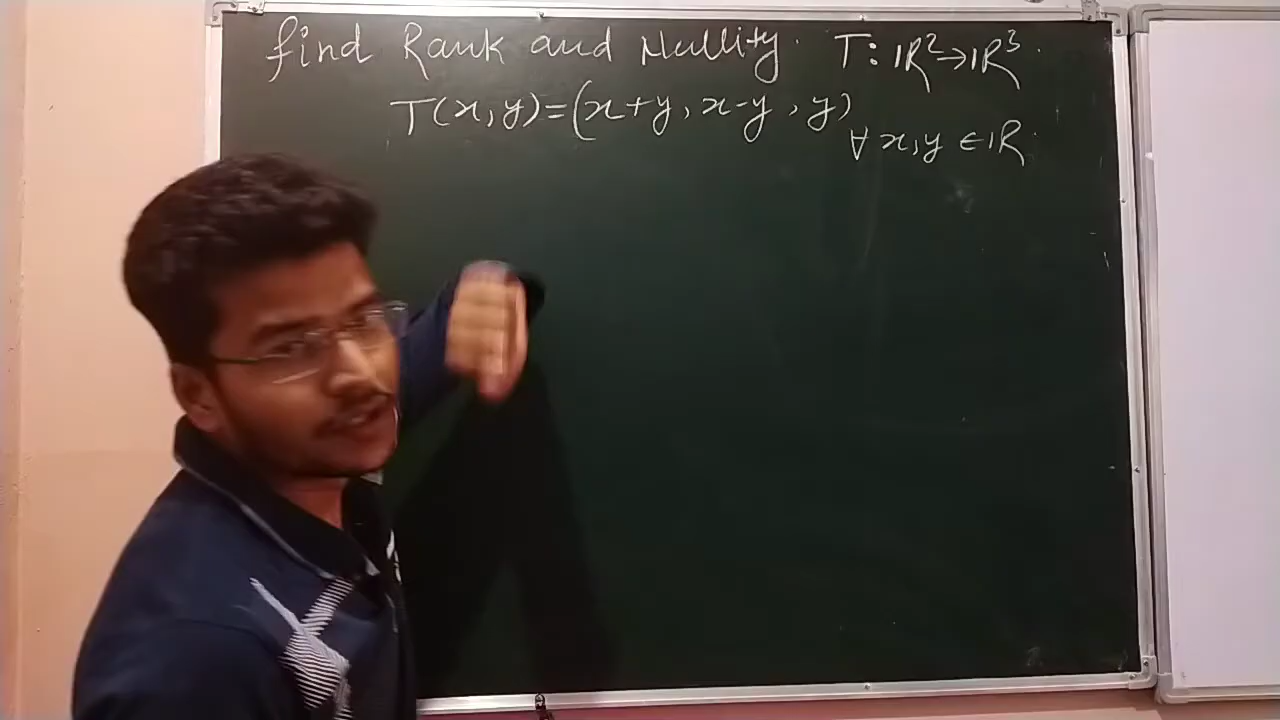 find Rank and Nullity. T: ℝ²→ℝ³.
T(x,y)=(x+y, x-y, y)
∀ x,y ∈ ℝ.